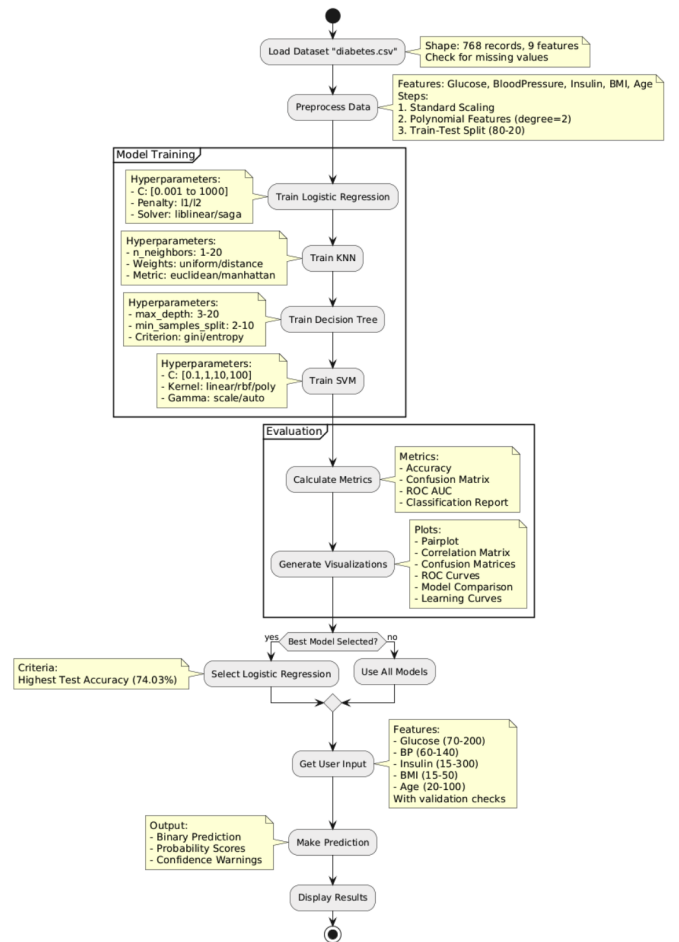 Load Dataset "diabetes.csv"
Shape: 768 records, 9 features
Check for missing values
Preprocess Data
Features: Glucose, BloodPressure, Insulin, BMI, Age
Steps:
1. Standard Scaling
2. Polynomial Features (degree=2)
3. Train-Test Split (80-20)
Model Training
Hyperparameters:
- C: [0.001 to 1000]
- Penalty: l1/l2
- Solver: liblinear/saga
Train Logistic Regression
Hyperparameters:
- n_neighbors: 1-20
- Weights: uniform/distance
- Metric: euclidean/manhattan
Train KNN
Hyperparameters:
- max_depth: 3-20
- min_samples_split: 2-10
- Criterion: gini/entropy
Train Decision Tree
Hyperparameters:
- C: [0.1,1,10,100]
- Kernel: linear/rbf/poly
- Gamma: scale/auto
Train SVM
Evaluation
Calculate Metrics
Metrics:
- Accuracy
- Confusion Matrix
- ROC AUC
- Classification Report
Generate Visualizations
Plots:
- Pairplot
- Correlation Matrix
- Confusion Matrices
- ROC Curves
- Model Comparison
- Learning Curves
yes
Best Model Selected?
no
Criteria:
Highest Test Accuracy (74.03%)
Select Logistic Regression
Use All Models
Get User Input
Features:
- Glucose (70-200)
- BP (60-140)
- Insulin (15-300)
- BMI (15-50)
- Age (20-100)
With validation checks
Output:
- Binary Prediction
- Probability Scores
- Confidence Warnings
Make Prediction
Display Results